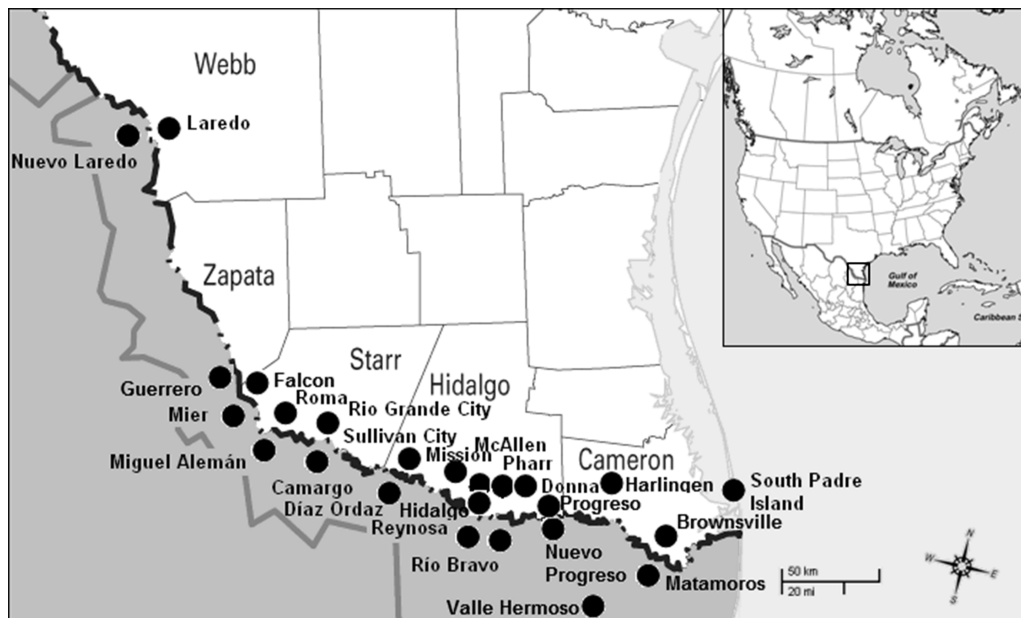 Webb
Laredo
Nuevo Laredo
Zapata
Starr
Hidalgo
Guerrero
Falcon
Roma
Mier
Rio Grande City
Sullivan City
McAllen
Miguel Alemán
Mission
Pharr
Cameron
Camargo
Donna
Harlingen
South Padre
Island
Díaz Ordaz
Hidalgo
Progreso
Reynosa
Brownsville
Río Bravo
Nuevo
Progreso
Matamoros
Valle Hermoso
50 km
20 mi
N
W
E
S
Gulf of
Mexico
Caribbean S